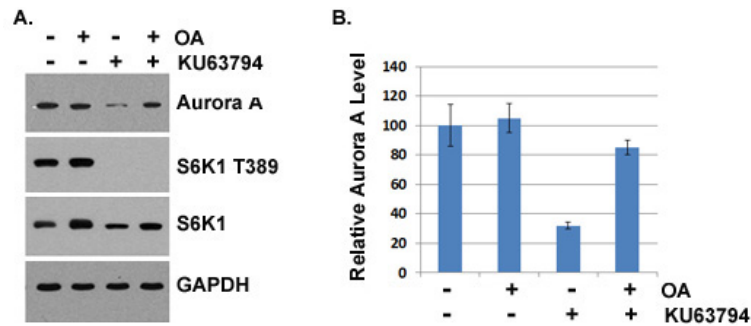 A.
- + - + OA
- - + + KU63794
Aurora A
S6K1 T389
S6K1
GAPDH
B.
Relative Aurora A Level
140
120
100
80
60
40
20
0
- + - + OA
- - + + KU63794